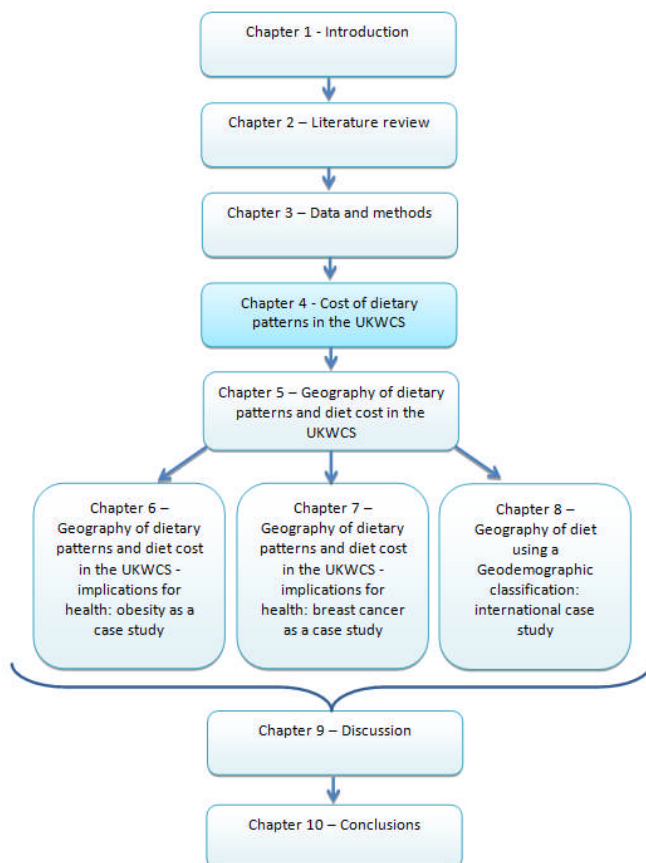 Chapter 1 - Introduction
Chapter 2 – Literature review
Chapter 3 – Data and methods
Chapter 4 - Cost of dietary
patterns in the UKWCS
Chapter 5 – Geography of dietary
patterns and diet cost in the
UKWCS
Chapter 6 –
Geography of dietary
patterns and diet cost
in the UKWCS -
implications for
health: obesity as a
case study
Chapter 7 –
Geography of dietary
patterns and diet cost
in the UKWCS -
implications for
health: breast cancer
as a case study
Chapter 8 –
Geography of diet
using a
Geodemographic
classification:
international case
study
Chapter 9 – Discussion
Chapter 10 – Conclusions